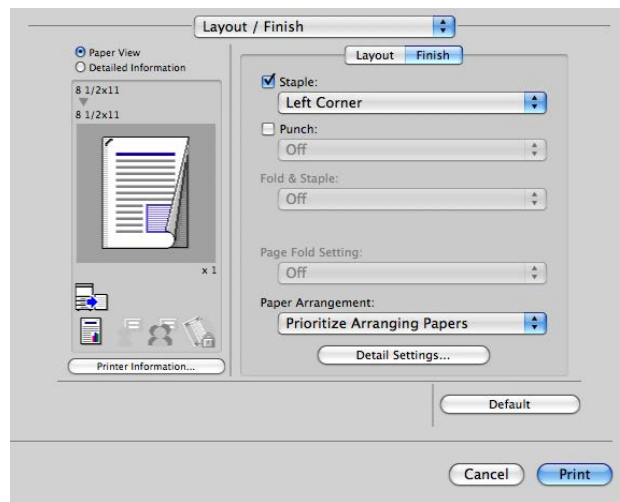 Layout / Finish
Paper View
Detailed Information
8 1/2x11
8 1/2x11
x 1
Printer Information...
Layout Finish
Staple:
Left Corner
Punch:
Off
Fold & Staple:
Off
Page Fold Setting:
Off
Paper Arrangement:
Prioritize Arranging Papers
Detail Settings...
Default
Cancel Print